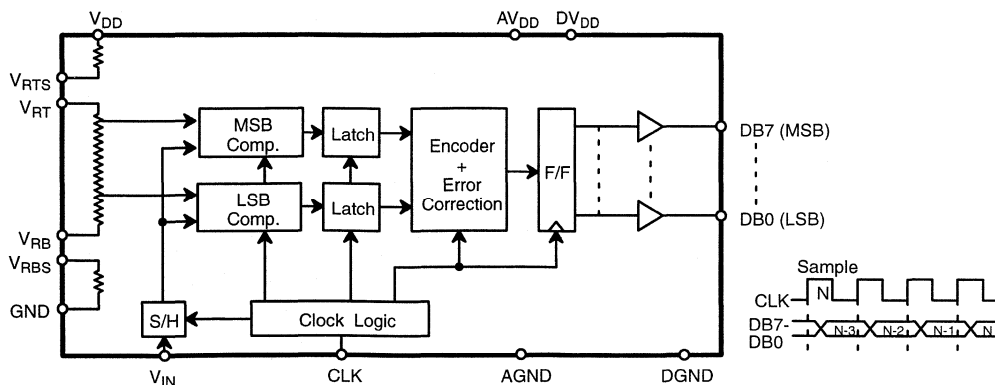 VDD
AVDD
DVDD
VRTS
VRT
MSB
Comp.
Latch
Encoder
+
Error
Correction
F/F
DB7 (MSB)
LSB
Comp.
Latch
DB0 (LSB)
VRB
VRBS
GND
S/H
Clock Logic
VIN
CLK
AGND
DGND
Sample
CLK
N
DB7-
DB0
N-3
N-2
N-1
N